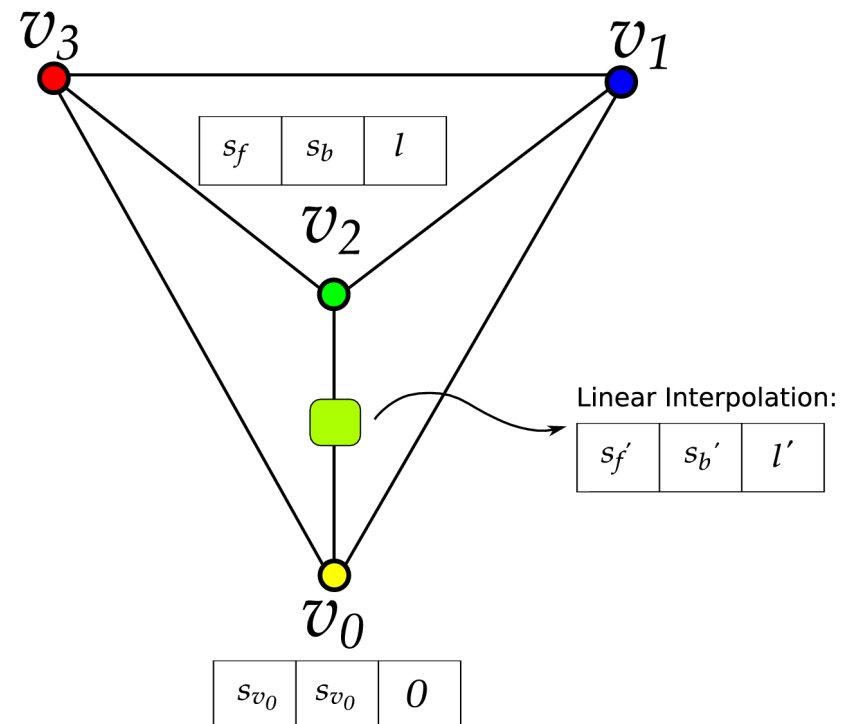 v₃
v₁
s_f s_b l
v₂
Linear Interpolation:
s_f′ s_b′ l′
v₀
s_v₀ s_v₀ 0